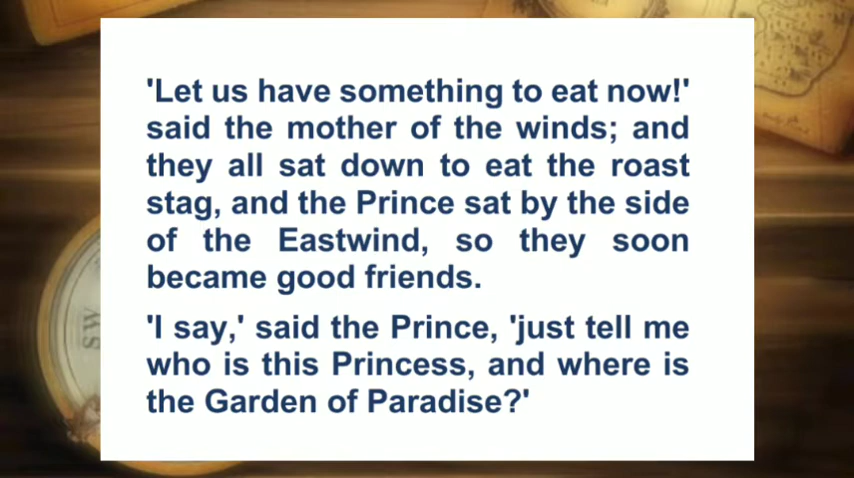 'Let us have something to eat now!'
said the mother of the winds; and
they all sat down to eat the roast
stag, and the Prince sat by the side
of the Eastwind, so they soon
became good friends.
'I say,' said the Prince, 'just tell me
who is this Princess, and where is
the Garden of Paradise?'
SW